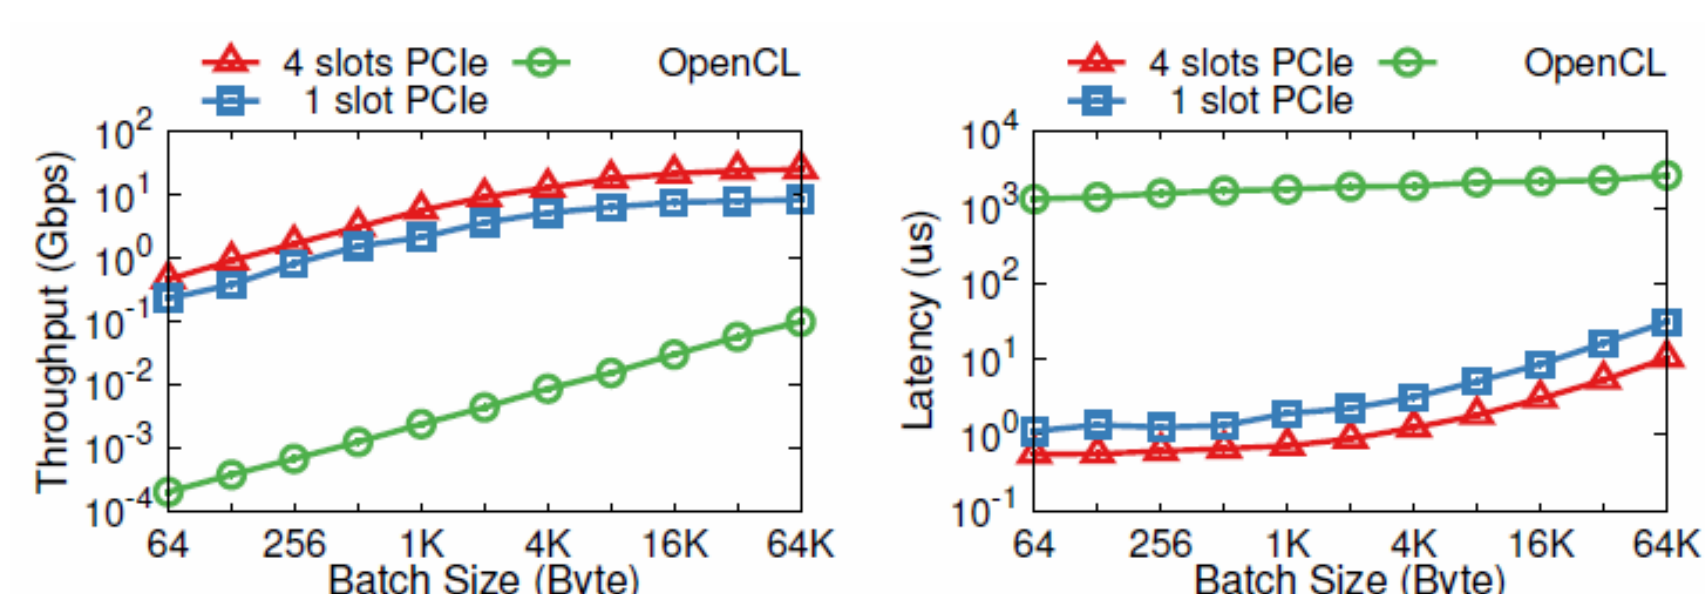 4 slots PCIe OpenCL
1 slot PCIe
Throughput (Gbps)
10^2
10^1
10^0
10^-1
10^-2
10^-3
10^-4
64 256 1K 4K 16K 64K
Batch Size (Byte)
4 slots PCIe OpenCL
1 slot PCIe
Latency (us)
10^4
10^3
10^2
10^1
10^0
10^-1
64 256 1K 4K 16K 64K
Batch Size (Byte)